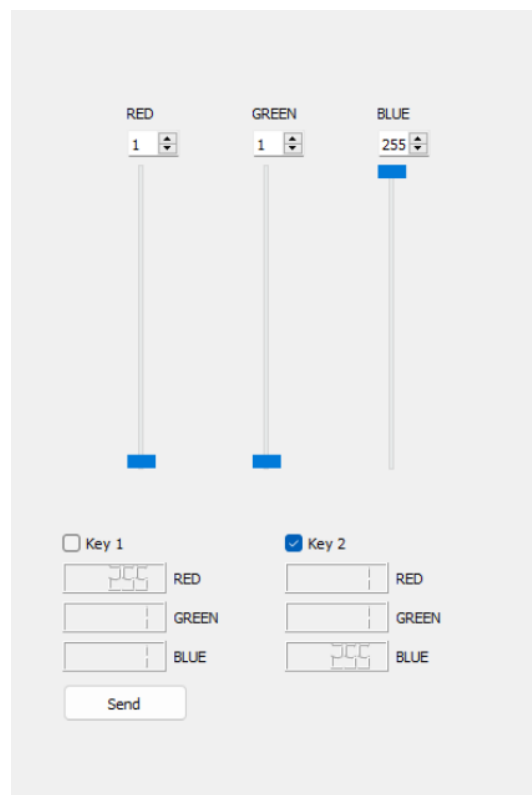 RED GREEN BLUE
1 1 255
Key 1 Key 2
255 RED 1 RED
1 GREEN 1 GREEN
1 BLUE 255 BLUE
Send